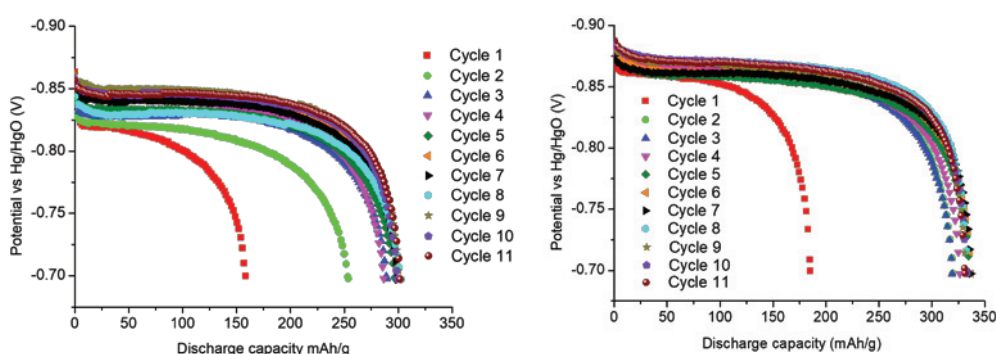 -0.90
-0.85
-0.80
-0.75
-0.70
Potential vs Hg/HgO (V)
0
50
100
150
200
250
300
350
Discharge capacity mAh/g
Cycle 1
Cycle 2
Cycle 3
Cycle 4
Cycle 5
Cycle 6
Cycle 7
Cycle 8
Cycle 9
Cycle 10
Cycle 11
-0.90
-0.85
-0.80
-0.75
-0.70
Potential vs Hg/HgO (V)
0
50
100
150
200
250
300
350
Discharge capacity (mAh/g)
Cycle 1
Cycle 2
Cycle 3
Cycle 4
Cycle 5
Cycle 6
Cycle 7
Cycle 8
Cycle 9
Cycle 10
Cycle 11